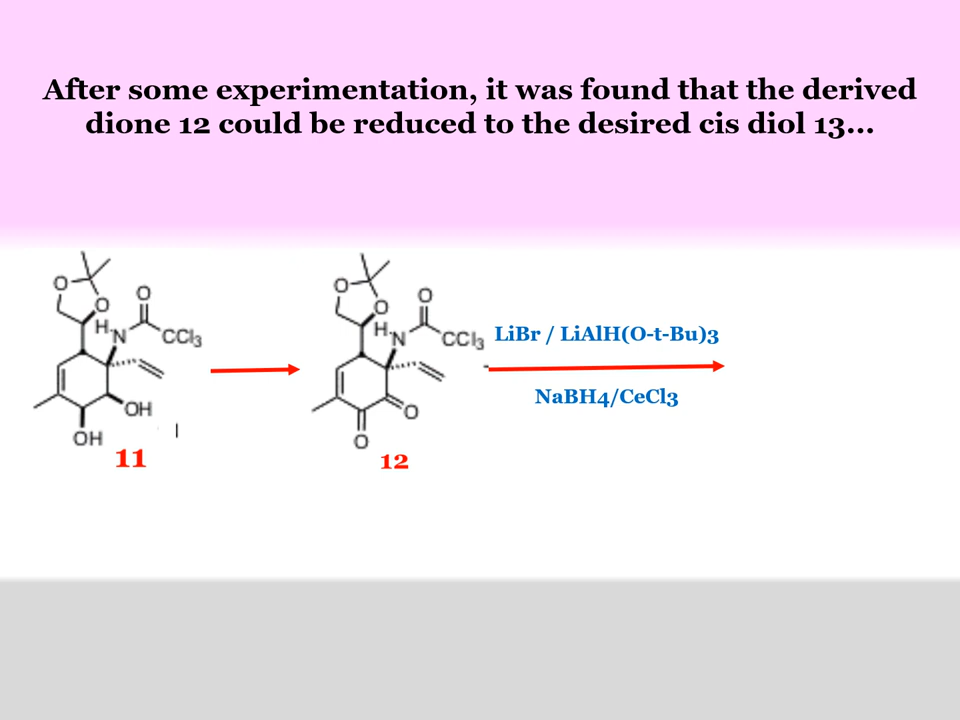 After some experimentation, it was found that the derived
dione 12 could be reduced to the desired cis diol 13...
O
O
O
H
N
CCl3
OH
OH
11
O
O
O
H
N
CCl3
O
O
12
LiBr / LiAlH(O-t-Bu)3
NaBH4/CeCl3